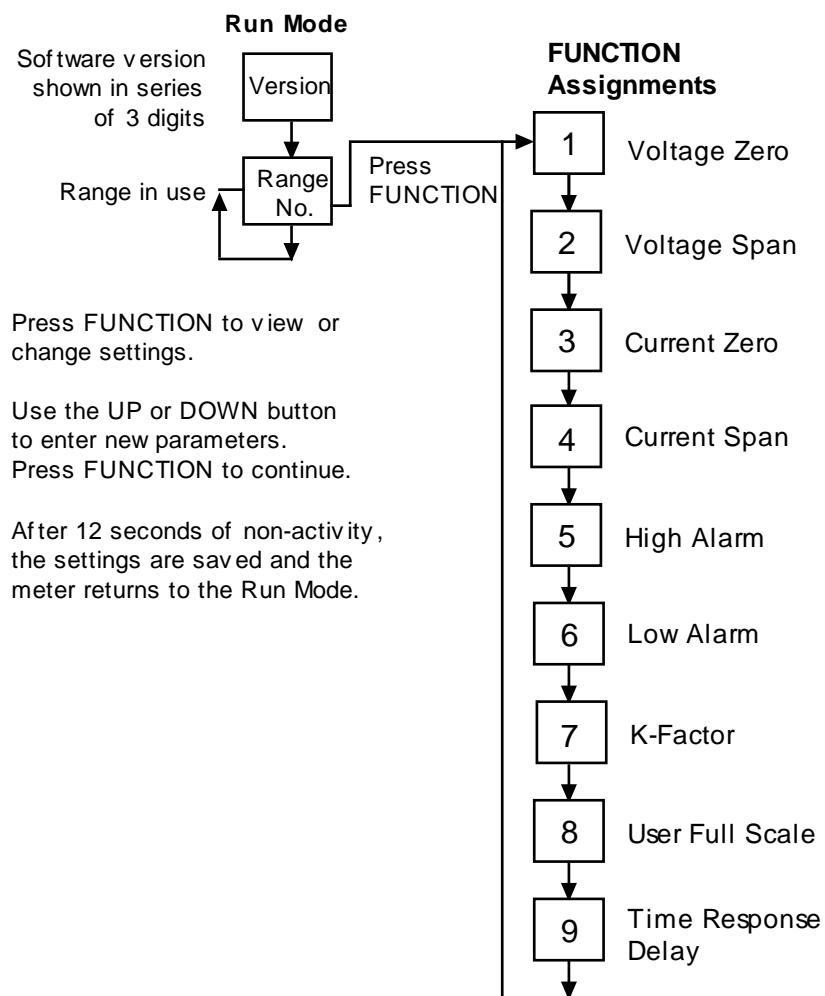 Run Mode
Software version
shown in series
of 3 digits
Version
Range in use
Range
No.
Press
FUNCTION
Press FUNCTION to view or
change settings.
Use the UP or DOWN button
to enter new parameters.
Press FUNCTION to continue.
After 12 seconds of non-activity,
the settings are saved and the
meter returns to the Run Mode.
FUNCTION
Assignments
1 Voltage Zero
2 Voltage Span
3 Current Zero
4 Current Span
5 High Alarm
6 Low Alarm
7 K-Factor
8 User Full Scale
9 Time Response
Delay